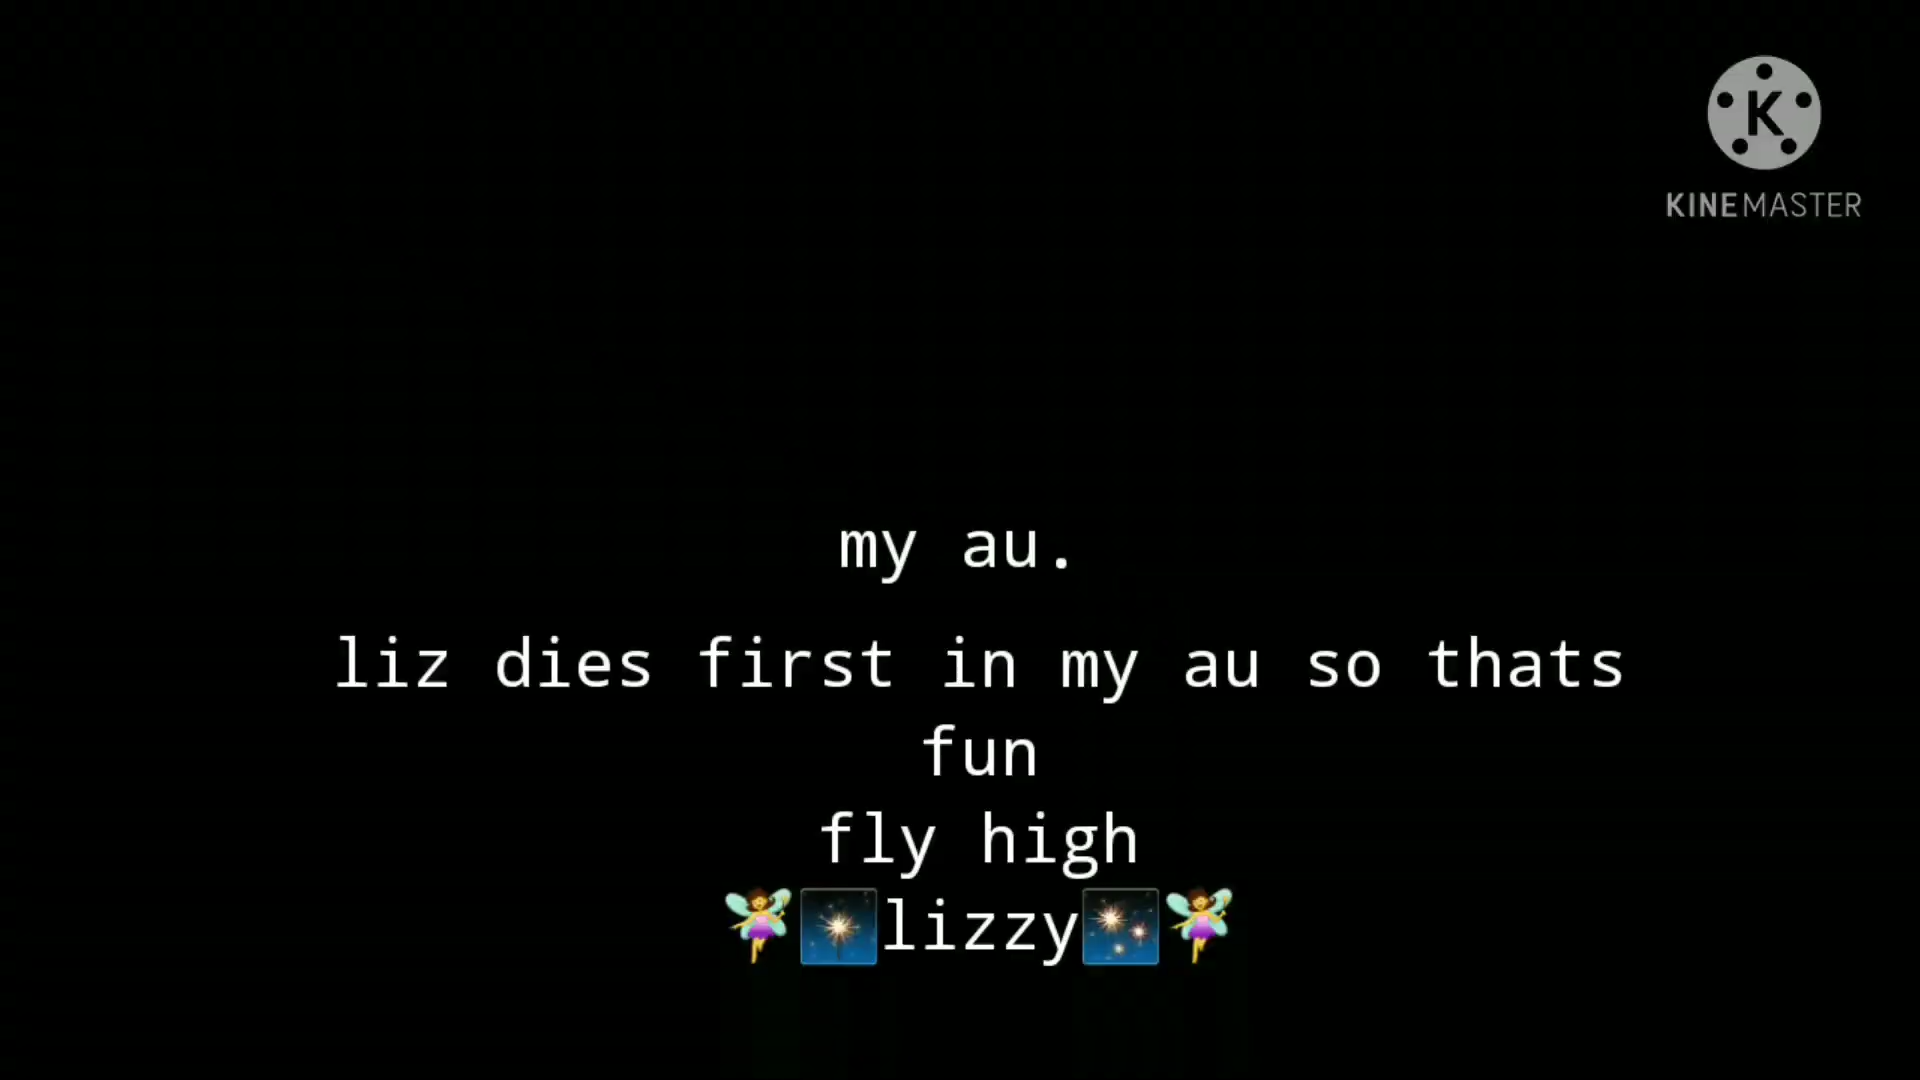 K
KINEMASTER
my au.
liz dies first in my au so thats
fun
fly high
🧚‍♀️🎇lizzy🎇🧚‍♀️